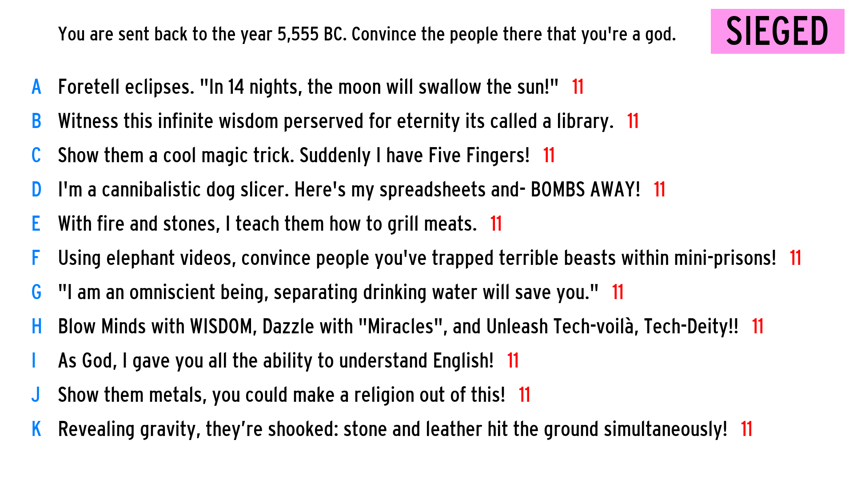 You are sent back to the year 5,555 BC. Convince the people there that you're a god.
SIEGED
A Foretell eclipses. "In 14 nights, the moon will swallow the sun!" 11
B Witness this infinite wisdom perserved for eternity its called a library. 11
C Show them a cool magic trick. Suddenly I have Five Fingers! 11
D I'm a cannibalistic dog slicer. Here's my spreadsheets and- BOMBS AWAY! 11
E With fire and stones, I teach them how to grill meats. 11
F Using elephant videos, convince people you've trapped terrible beasts within mini-prisons! 11
G "I am an omniscient being, separating drinking water will save you." 11
H Blow Minds with WISDOM, Dazzle with "Miracles", and Unleash Tech-voilà, Tech-Deity!! 11
I As God, I gave you all the ability to understand English! 11
J Show them metals, you could make a religion out of this! 11
K Revealing gravity, they’re shooked: stone and leather hit the ground simultaneously! 11